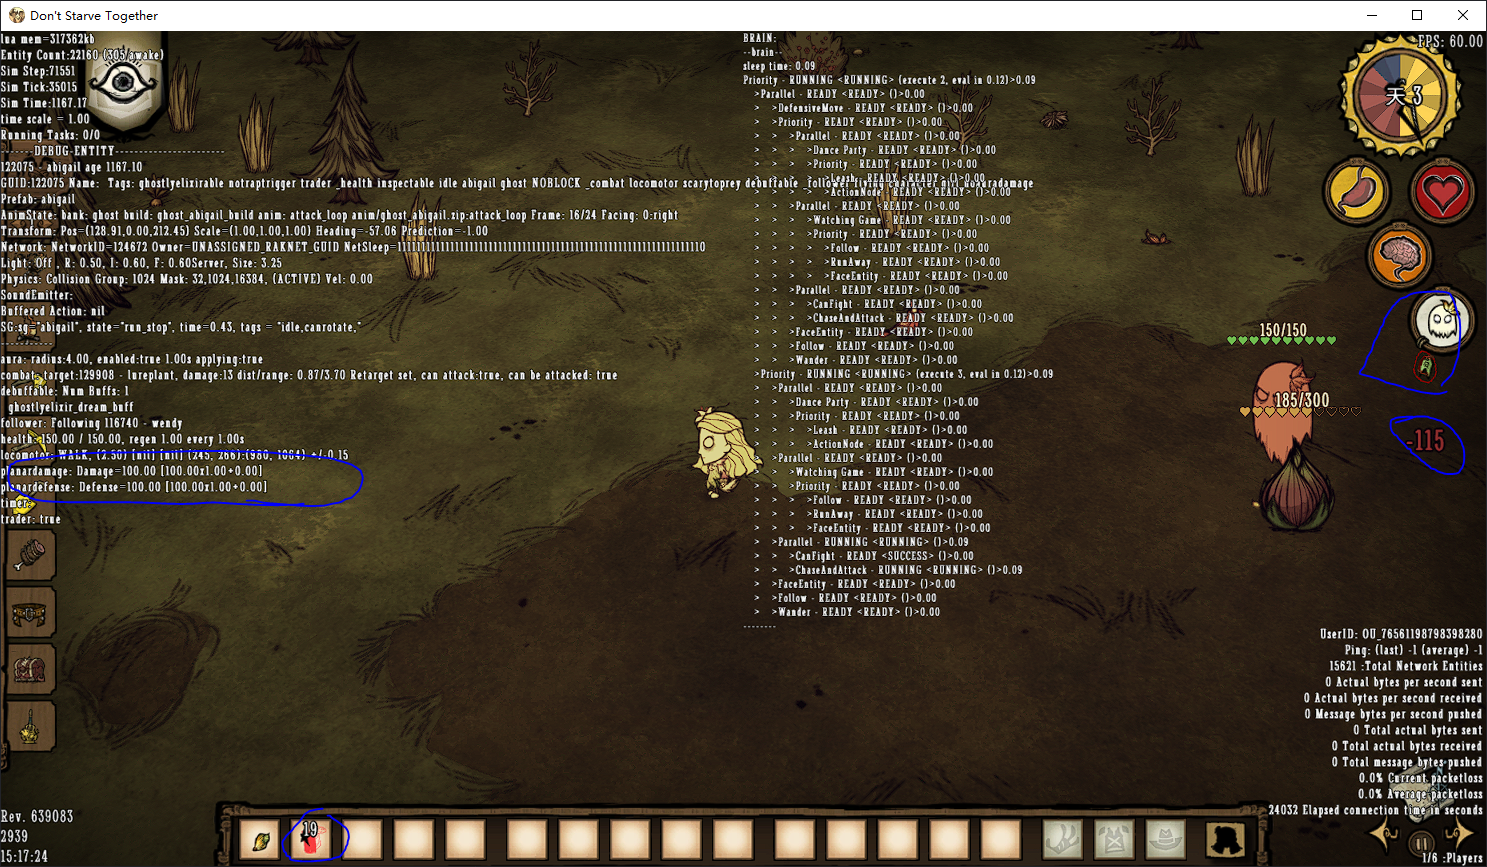 Don't Starve Together
lua mem=317362kb
Entity Count:22160 (305/awake)
Sim Step:71551
Sim Tick:35015
Sim Time:1167.17
time scale = 1.00
Running Tasks: 0/0
-------DEBUG ENTITY-----------------------
122075 - abigail age 1167.10
GUID:122075 Name: Tags: ghostlyelixirable notraptrigger trader _health inspectable idle abigail ghost NOBLOCK _combat locomotor scarytoprey debuffable _follower flying character girl noauradamage
Prefab: abigail
AnimState: bank: ghost build: ghost_abigail_build anim: attack_loop anim/ghost_abigail.zip:attack_loop Frame: 16/24 Facing: 0:right
Transform: Pos=(128.91,0.00,212.45) Scale=(1.00,1.00,1.00) Heading=-57.06 Prediction=-1.00
Light: Off , R: 0.50, I: 0.60, F: 0.60Server, Size: 3.25
Physics: Collision Group: 1024 Mask: 32,1024,16384, (ACTIVE) Vel: 0.00
SoundEmitter:
Buffered Action: nil
SG:sg="abigail", state="run_stop", time=0.43, tags = "idle,canrotate,"
-----------
aura: radius:4.00, enabled:true 1.00s applying:true
combat: target:129908 - lureplant, damage:13 dist/range: 0.87/3.70 Retarget set, can attack:true, can be attacked: true
debuffable: Num Buffs: 1
ghostlyelixir_dream_buff
follower: Following 116740 - wendy
health: 150.00 / 150.00, regen 1.00 every 1.00s
locomotor: WALK, (2.50) [nil] [nil] (245, 266):(980, 1064) +/-0.15
planardamage: Damage=100.00 [100.00x1.00+0.00]
planardefense: Defense=100.00 [100.00x1.00+0.00]
timer:
trader: true
BRAIN:
--brain--
sleep time: 0.09
Priority - RUNNING <RUNNING> (execute 2, eval in 0.12)>0.09
>Parallel - READY <READY> ()>0.00
> >DefensiveMove - READY <READY> ()>0.00
> >Priority - READY <READY> ()>0.00
> > >Parallel - READY <READY> ()>0.00
> > > >Dance Party - READY <READY> ()>0.00
> > > >Priority - READY <READY> ()>0.00
> > > > >Leash - READY <READY> ()>0.00
> > > > >ActionNode - READY <READY> ()>0.00
> > >Parallel - READY <READY> ()>0.00
> > > >Watching Game - READY <READY> ()>0.00
> > > >Priority - READY <READY> ()>0.00
> > > > >Follow - READY <READY> ()>0.00
> > > > >RunAway - READY <READY> ()>0.00
> > > > >FaceEntity - READY <READY> ()>0.00
> > >Parallel - READY <READY> ()>0.00
> > > >CanFight - READY <READY> ()>0.00
> > > >ChaseAndAttack - READY <READY> ()>0.00
> > >FaceEntity - READY <READY> ()>0.00
> > >Follow - READY <READY> ()>0.00
> > >Wander - READY <READY> ()>0.00
>Priority - RUNNING <RUNNING> (execute 3, eval in 0.12)>0.09
> >Parallel - READY <READY> ()>0.00
> > >Dance Party - READY <READY> ()>0.00
> > >Priority - READY <READY> ()>0.00
> > > >Leash - READY <READY> ()>0.00
> > > >ActionNode - READY <READY> ()>0.00
> >Parallel - READY <READY> ()>0.00
> > >Watching Game - READY <READY> ()>0.00
> > >Priority - READY <READY> ()>0.00
> > > >Follow - READY <READY> ()>0.00
> > > >RunAway - READY <READY> ()>0.00
> > > >FaceEntity - READY <READY> ()>0.00
> >Parallel - RUNNING <RUNNING> ()>0.09
> > >CanFight - READY <SUCCESS> ()>0.00
> > >ChaseAndAttack - RUNNING <RUNNING> ()>0.09
> >FaceEntity - READY <READY> ()>0.00
> >Follow - READY <READY> ()>0.00
> >Wander - READY <READY> ()>0.00
--------
FPS: 60.00
天 3
150/150
185/300
-115
UserID: OU_76561198798398280
Ping: (last) -1 (average) -1
15621 :Total Network Entities
0 Actual bytes per second sent
0 Actual bytes per second received
0 Message bytes per second pushed
0 Total actual bytes sent
0 Total actual bytes received
0 Total message bytes pushed
0.0% Current packetloss
0.0% Average packetloss
24032 Elapsed connection time in seconds
1/6 :Players
Rev. 639083
2939
15:17:24
19